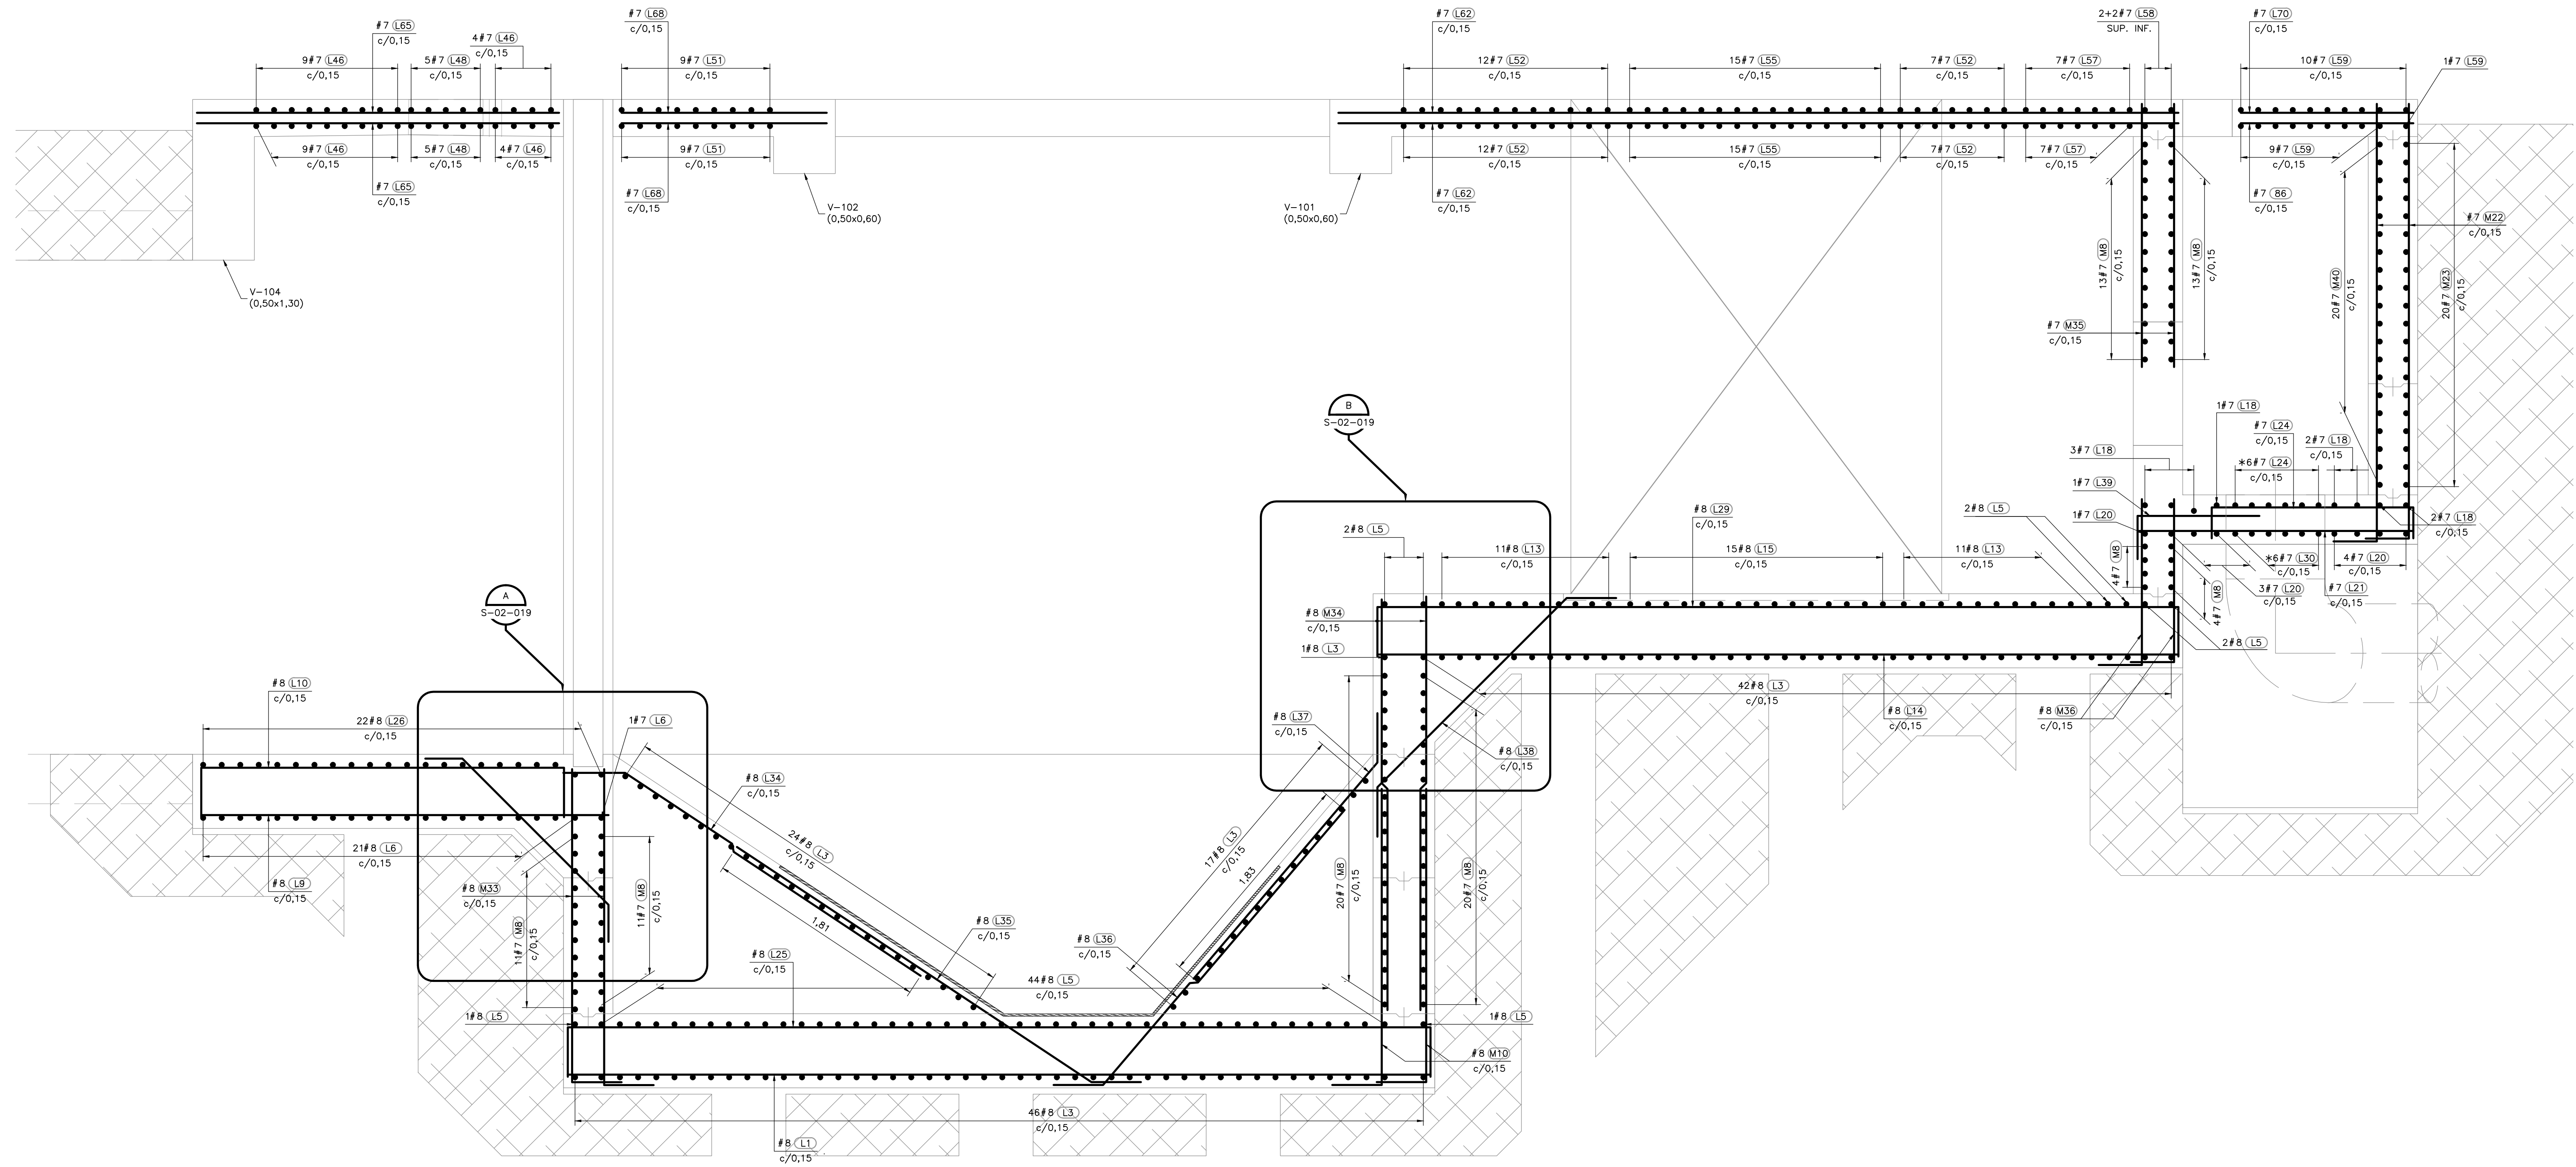 #7 L65
c/0,15
4#7 L46
c/0,15
9#7 L46
c/0,15
5#7 L48
c/0,15
#7 L68
c/0,15
9#7 L51
c/0,15
#7 L62
c/0,15
12#7 L52
c/0,15
15#7 L55
c/0,15
7#7 L52
c/0,15
7#7 L57
c/0,15
2+2#7 L58
SUP. INF.
#7 L70
c/0,15
10#7 L59
c/0,15
1#7 L59
9#7 L46
c/0,15
5#7 L48
c/0,15
4#7 L46
c/0,15
#7 L65
c/0,15
9#7 L51
c/0,15
#7 L68
c/0,15
12#7 L52
c/0,15
15#7 L55
c/0,15
7#7 L52
c/0,15
7#7 L57
c/0,15
#7 L62
c/0,15
9#7 L59
c/0,15
#7 86
c/0,15
V-104
(0,50x1,30)
V-102
(0,50x0,60)
V-101
(0,50x0,60)
13#7 M8
c/0,15
13#7 M8
c/0,15
#7 M35
c/0,15
20#7 M40
c/0,15
20#7 M23
c/0,15
#7 M22
c/0,15
B
S-02-019
A
S-02-019
1#7 L18
#7 L24
c/0,15
2#7 L18
c/0,15
3#7 L18
c/0,15
*6#7 L24
c/0,15
1#7 L39
c/0,15
1#7 L20
c/0,15
2#7 L18
c/0,15
4#7 M8
c/0,15
4#7 M8
c/0,15
*6#7 L30
c/0,15
4#7 L20
c/0,15
3#7 L20
c/0,15
#7 L21
c/0,15
2#8 L5
2#8 L5
c/0,15
11#8 L13
c/0,15
15#8 L15
c/0,15
11#8 L13
c/0,15
#8 L29
c/0,15
2#8 L5
c/0,15
#8 M34
c/0,15
1#8 L3
42#8 L3
c/0,15
#8 L14
c/0,15
#8 M36
c/0,15
#8 L37
c/0,15
#8 L38
c/0,15
#8 L10
c/0,15
22#8 L26
c/0,15
1#7 L6
#8 L34
c/0,15
24#8 L3
c/0,15
1,81
17#8 L3
c/0,15
1,83
21#8 L6
c/0,15
#8 L9
c/0,15
#8 M33
c/0,15
11#7 M8
c/0,15
11#7 M8
c/0,15
#8 L35
c/0,15
#8 L36
c/0,15
#8 L25
c/0,15
44#8 L5
c/0,15
20#7 M8
c/0,15
20#7 M8
c/0,15
1#8 L5
1#8 L5
#8 M10
c/0,15
46#8 L3
c/0,15
#8 L1
c/0,15